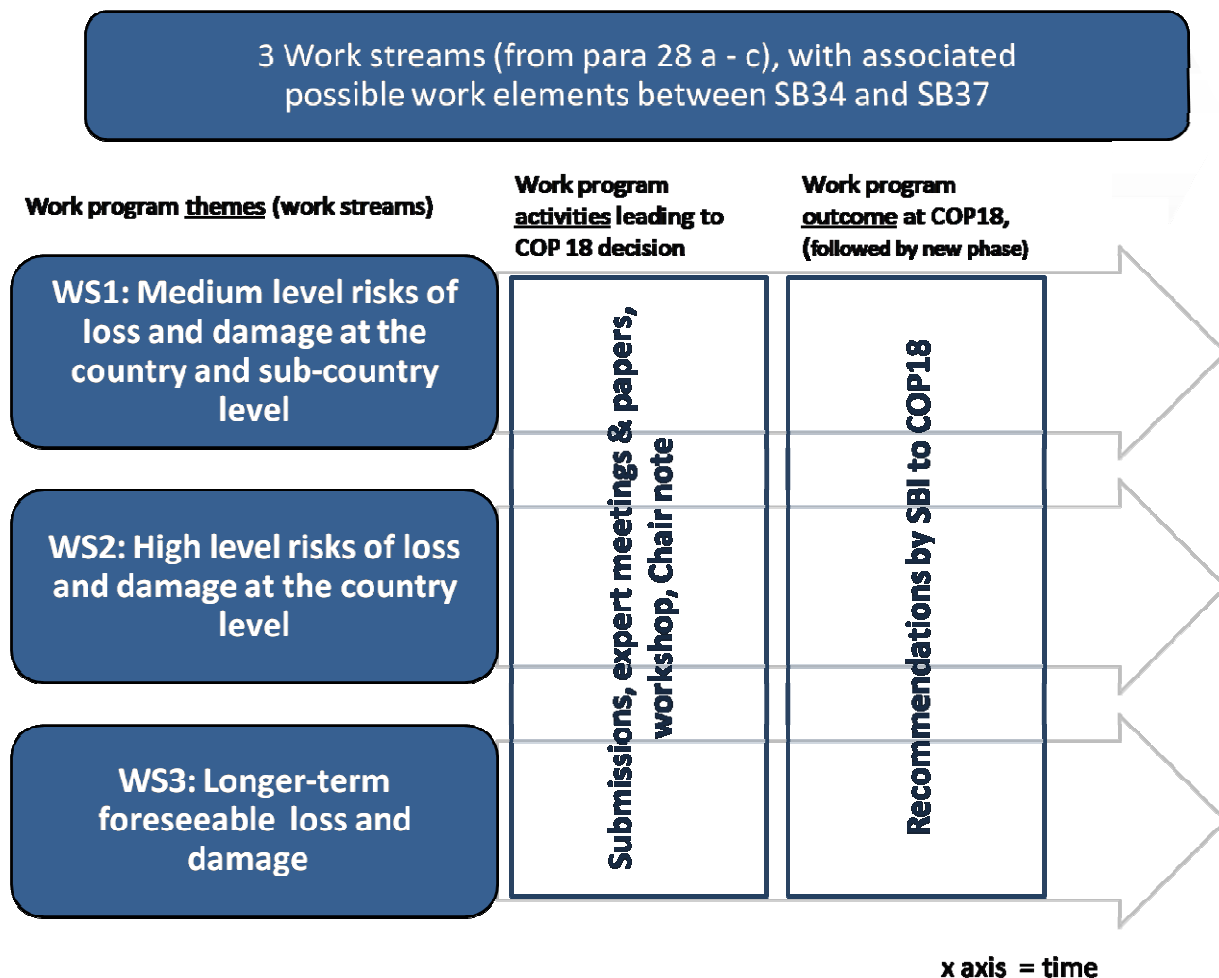 3 Work streams (from para 28 a - c), with associated
possible work elements between SB34 and SB37
Work program themes (work streams)
Work program
activities leading to
COP 18 decision
Work program
outcome at COP18,
(followed by new phase)
WS1: Medium level risks of
loss and damage at the
country and sub-country
level
WS2: High level risks of loss
and damage at the country
level
WS3: Longer-term
foreseeable loss and
damage
Submissions, expert meetings & papers,
workshop, Chair note
Recommendations by SBI to COP18
x axis = time